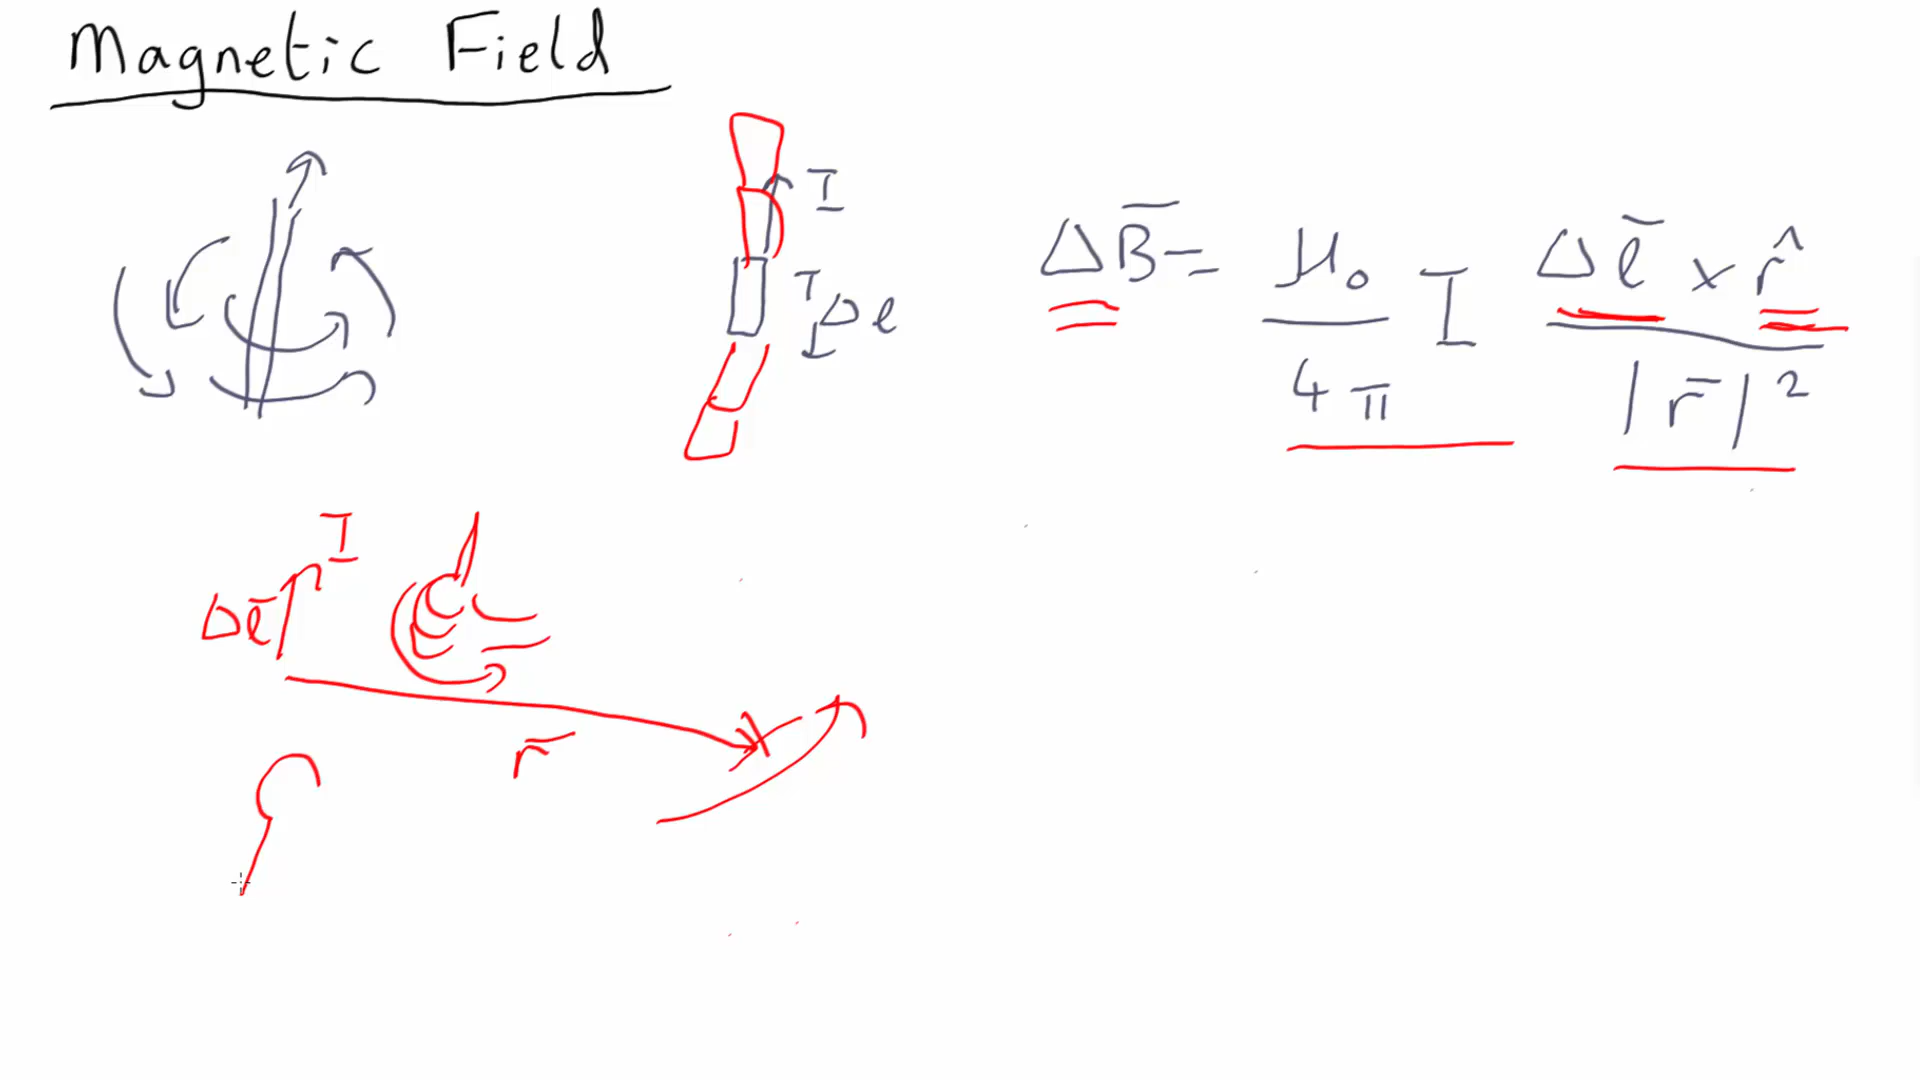 Magnetic Field
I
Δl
ΔB̅ = μ₀/4π I Δl̅ × r̂/|r̅|²
I
Δl̅
r̅